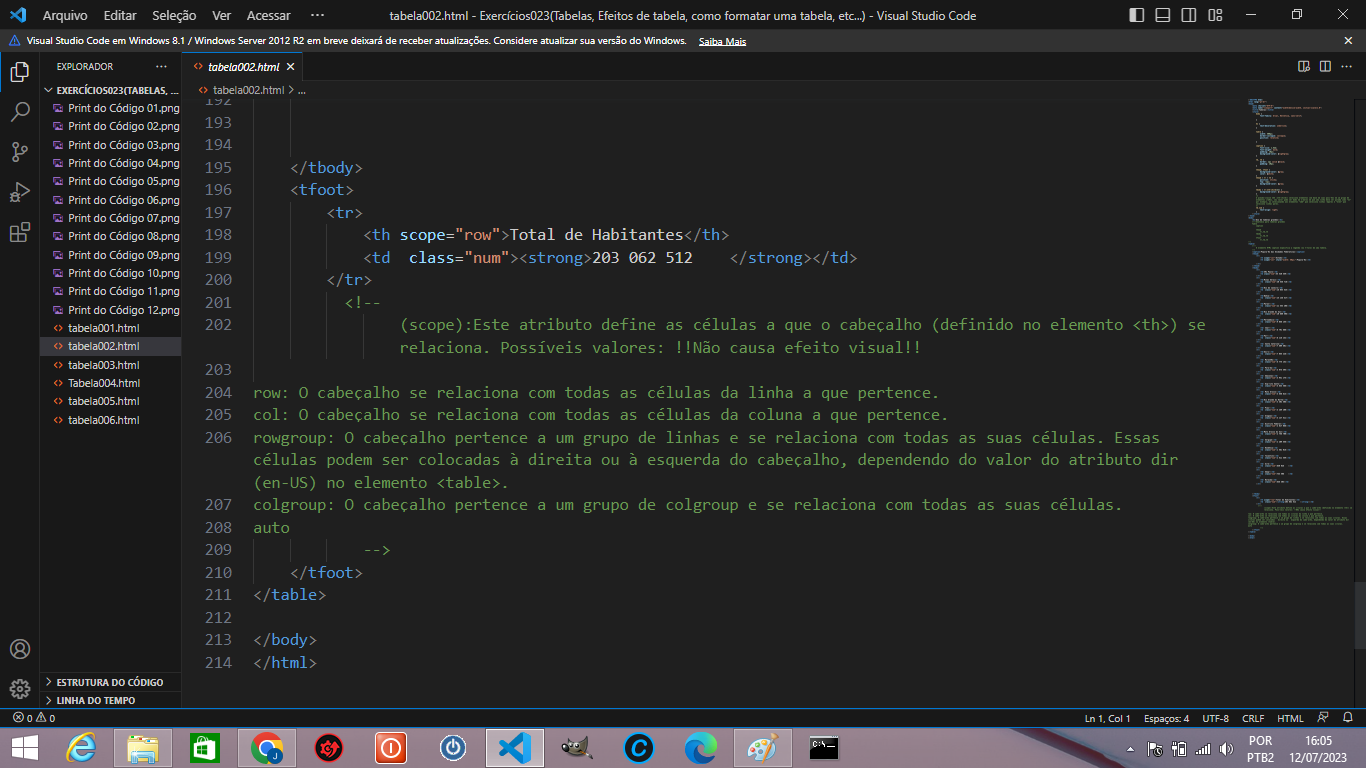 Arquivo Editar Seleção Ver Acessar ··· tabela002.html - Exercícios023(Tabelas, Efeitos de tabela, como formatar uma tabela, etc...) - Visual Studio Code
Visual Studio Code em Windows 8.1 / Windows Server 2012 R2 em breve deixará de receber atualizações. Considere atualizar sua versão do Windows. Saiba Mais
EXPLORADOR ···
EXERCÍCIOS023(TABELAS, ...
Print do Código 01.png
Print do Código 02.png
Print do Código 03.png
Print do Código 04.png
Print do Código 05.png
Print do Código 06.png
Print do Código 07.png
Print do Código 08.png
Print do Código 09.png
Print do Código 10.png
Print do Código 11.png
Print do Código 12.png
tabela001.html
tabela002.html
tabela003.html
Tabela004.html
tabela005.html
tabela006.html
ESTRUTURA DO CÓDIGO
LINHA DO TEMPO
tabela002.html
tabela002.html > ...
192
193
194
195 </tbody>
196 <tfoot>
197 <tr>
198 <th scope="row">Total de Habitantes</th>
199 <td  class="num"><strong>203 062 512    </strong></td>
200 </tr>
201 <!--
202 (scope):Este atributo define as células a que o cabeçalho (definido no elemento <th>) se
relaciona. Possíveis valores: !!Não causa efeito visual!!
203
204 row: O cabeçalho se relaciona com todas as células da linha a que pertence.
205 col: O cabeçalho se relaciona com todas as células da coluna a que pertence.
206 rowgroup: O cabeçalho pertence a um grupo de linhas e se relaciona com todas as suas células. Essas
células podem ser colocadas à direita ou à esquerda do cabeçalho, dependendo do valor do atributo dir
(en-US) no elemento <table>.
207 colgroup: O cabeçalho pertence a um grupo de colgroup e se relaciona com todas as suas células.
208 auto
209 -->
210 </tfoot>
211 </table>
212
213 </body>
214 </html>
0 0
Ln 1, Col 1 Espaços: 4 UTF-8 CRLF HTML
POR 16:05
PTB2 12/07/2023